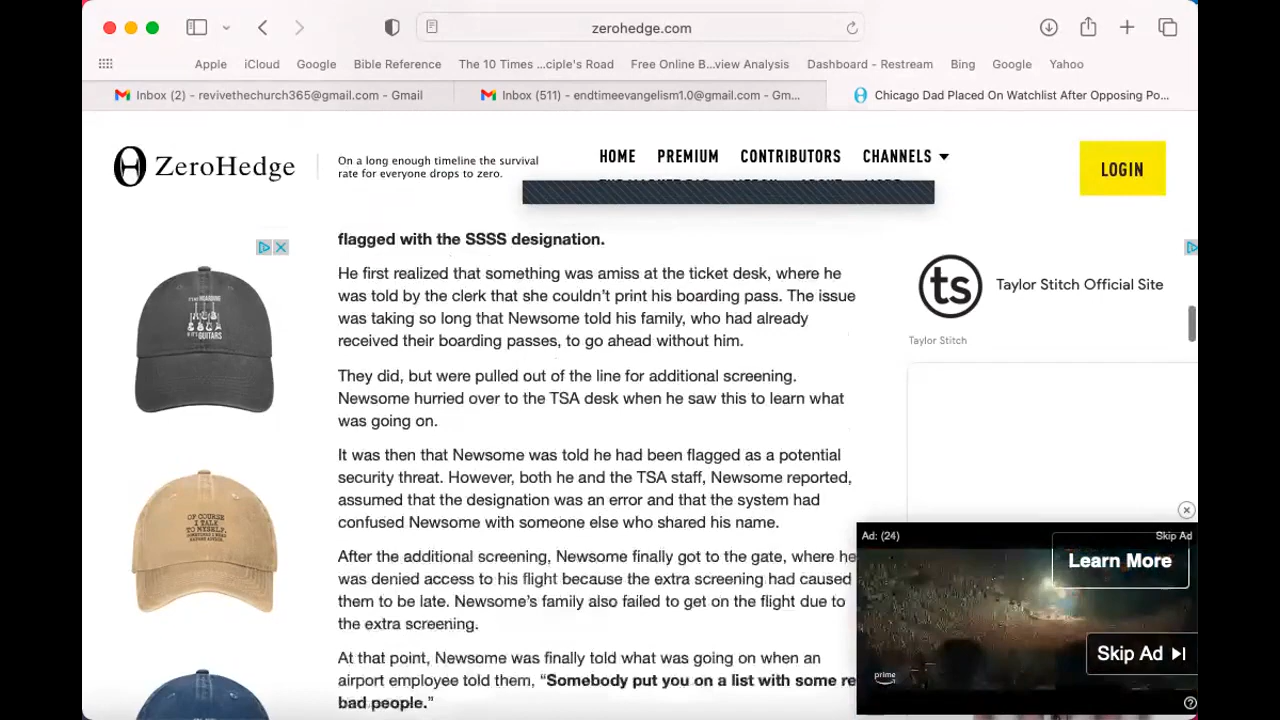 zerohedge.com
Apple iCloud Google Bible Reference The 10 Times ...ciple's Road Free Online B...view Analysis Dashboard - Restream Bing Google Yahoo
Inbox (2) - revivethechurch365@gmail.com - Gmail
Inbox (511) - endtimeevangelism1.0@gmail.com - Gm...
Chicago Dad Placed On Watchlist After Opposing Po...
ZeroHedge
On a long enough timeline the survival
rate for everyone drops to zero.
HOME PREMIUM CONTRIBUTORS CHANNELS
LOGIN
flagged with the SSSS designation.
He first realized that something was amiss at the ticket desk, where he
was told by the clerk that she couldn't print his boarding pass. The issue
was taking so long that Newsome told his family, who had already
received their boarding passes, to go ahead without him.
They did, but were pulled out of the line for additional screening.
Newsome hurried over to the TSA desk when he saw this to learn what
was going on.
It was then that Newsome was told he had been flagged as a potential
security threat. However, both he and the TSA staff, Newsome reported,
assumed that the designation was an error and that the system had
confused Newsome with someone else who shared his name.
After the additional screening, Newsome finally got to the gate, where he
was denied access to his flight because the extra screening had caused
them to be late. Newsome's family also failed to get on the flight due to
the extra screening.
At that point, Newsome was finally told what was going on when an
airport employee told them, “Somebody put you on a list with some re
bad people.”
GUITARS
OF COURSE
I TALK
TO MYSELF
ts
Taylor Stitch Official Site
Taylor Stitch
Ad: (24)
Skip Ad
Learn More
Skip Ad
prime